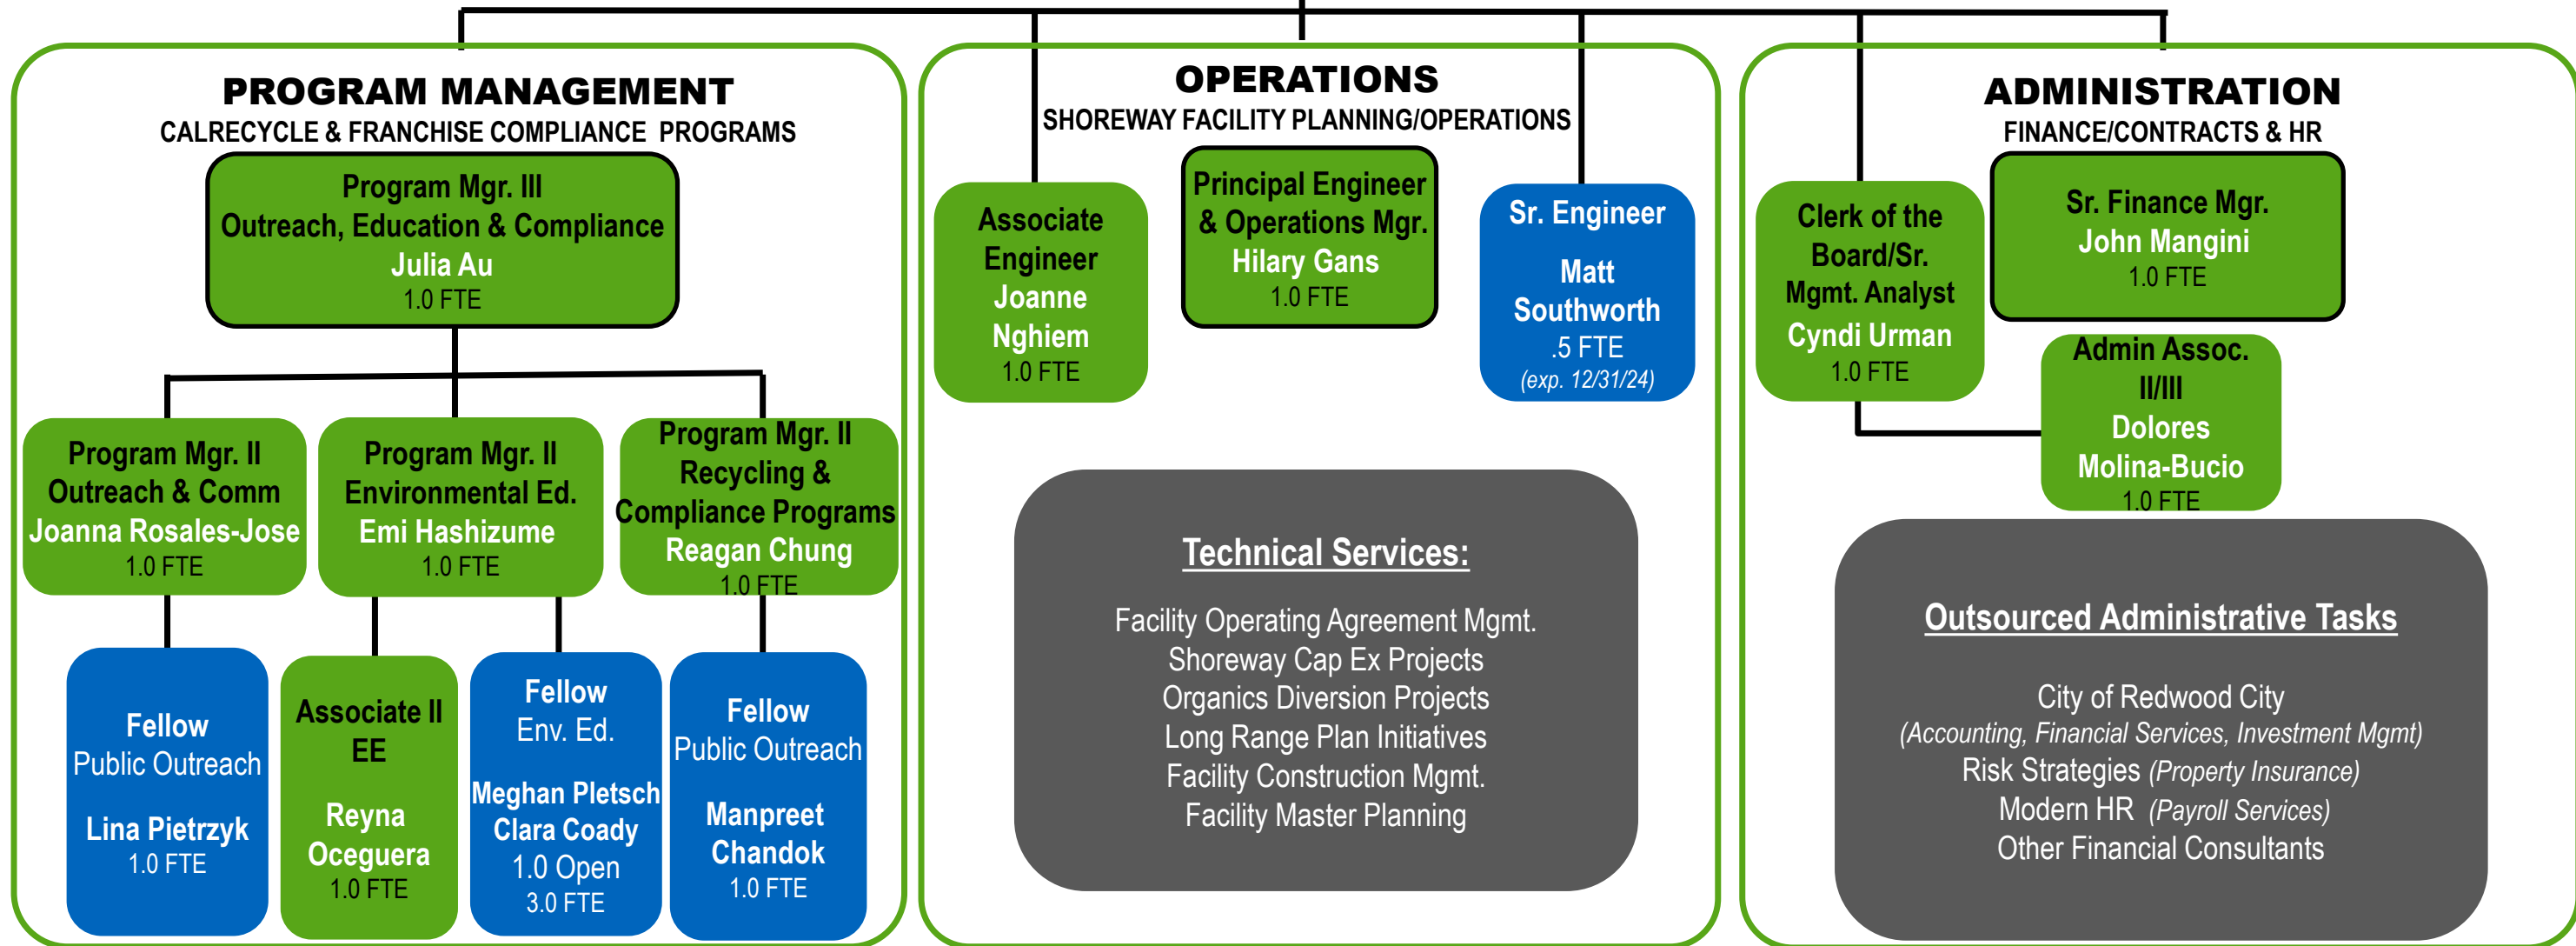 PROGRAM MANAGEMENT
CALRECYCLE & FRANCHISE COMPLIANCE PROGRAMS
Program Mgr. III
Outreach, Education & Compliance
Julia Au
1.0 FTE
Program Mgr. II
Outreach & Comm
Joanna Rosales-Jose
1.0 FTE
Program Mgr. II
Environmental Ed.
Emi Hashizume
1.0 FTE
Program Mgr. II
Recycling &
Compliance Programs
Reagan Chung
1.0 FTE
Fellow
Public Outreach
Lina Pietrzyk
1.0 FTE
Associate II
EE
Reyna
Oceguera
1.0 FTE
Fellow
Env. Ed.
Meghan Pletsch
Clara Coady
1.0 Open
3.0 FTE
Fellow
Public Outreach
Manpreet
Chandok
1.0 FTE
OPERATIONS
SHOREWAY FACILITY PLANNING/OPERATIONS
Associate
Engineer
Joanne
Nghiem
1.0 FTE
Principal Engineer
& Operations Mgr.
Hilary Gans
1.0 FTE
Sr. Engineer
Matt
Southworth
.5 FTE
(exp. 12/31/24)
Technical Services:
Facility Operating Agreement Mgmt.
Shoreway Cap Ex Projects
Organics Diversion Projects
Long Range Plan Initiatives
Facility Construction Mgmt.
Facility Master Planning
ADMINISTRATION
FINANCE/CONTRACTS & HR
Clerk of the
Board/Sr.
Mgmt. Analyst
Cyndi Urman
1.0 FTE
Sr. Finance Mgr.
John Mangini
1.0 FTE
Admin Assoc.
II/III
Dolores
Molina-Bucio
1.0 FTE
Outsourced Administrative Tasks
City of Redwood City
(Accounting, Financial Services, Investment Mgmt)
Risk Strategies (Property Insurance)
Modern HR (Payroll Services)
Other Financial Consultants